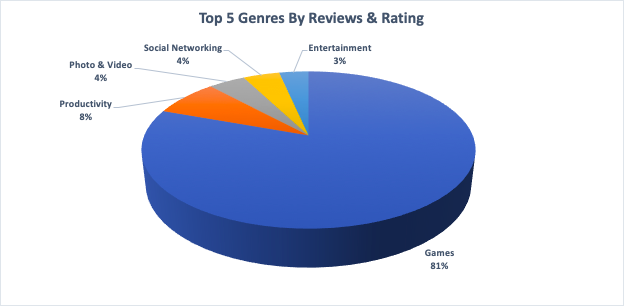 Top 5 Genres By Reviews & Rating
Social Networking
4%
Entertainment
3%
Photo & Video
4%
Productivity
8%
Games
81%